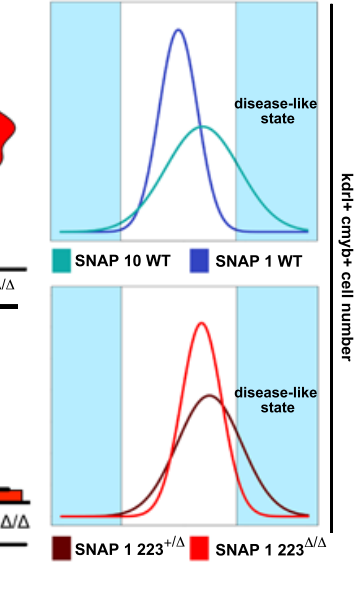 disease-like
state
SNAP 10 WT
SNAP 1 WT
Δ/Δ
disease-like
state
kdrl+ cmyb+ cell number
Δ/Δ
SNAP 1 223+/Δ
SNAP 1 223Δ/Δ